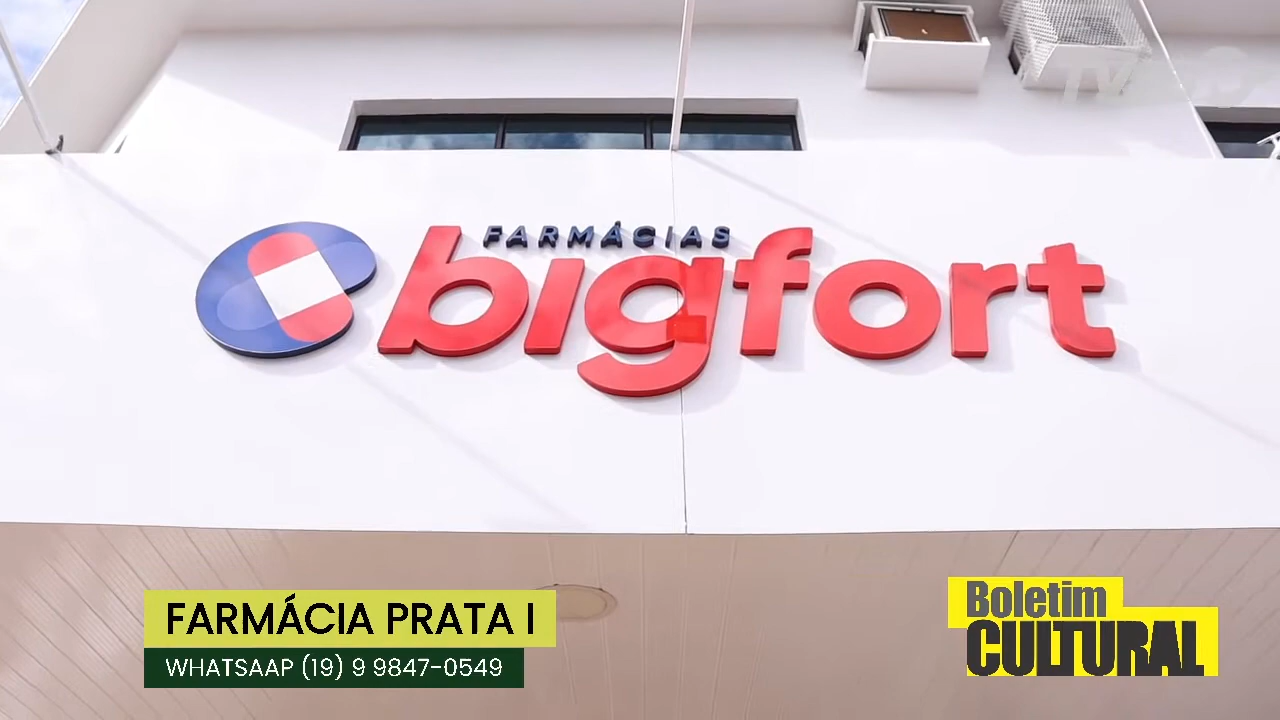 FARMÁCIAS
bigfort
FARMÁCIA PRATA I
WHATSAAP (19) 9 9847-0549
Boletim
CULTURAL